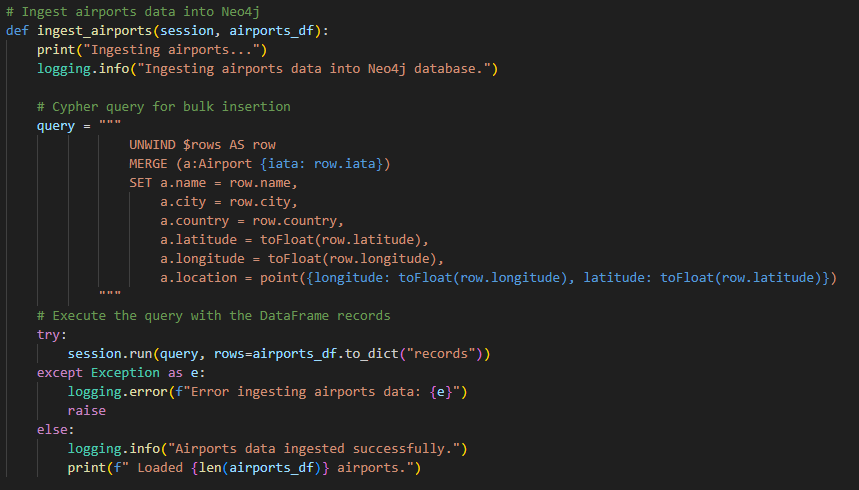 # Ingest airports data into Neo4j
def ingest_airports(session, airports_df):
    print("Ingesting airports...")
    logging.info("Ingesting airports data into Neo4j database.")
    # Cypher query for bulk insertion
    query = """
                UNWIND $rows AS row
                MERGE (a:Airport {iata: row.iata})
                SET a.name = row.name,
                    a.city = row.city,
                    a.country = row.country,
                    a.latitude = toFloat(row.latitude),
                    a.longitude = toFloat(row.longitude),
                    a.location = point({longitude: toFloat(row.longitude), latitude: toFloat(row.latitude)})
            """
    # Execute the query with the DataFrame records
    try:
        session.run(query, rows=airports_df.to_dict("records"))
    except Exception as e:
        logging.error(f"Error ingesting airports data: {e}")
        raise
    else:
        logging.info("Airports data ingested successfully.")
        print(f" Loaded {len(airports_df)} airports.")